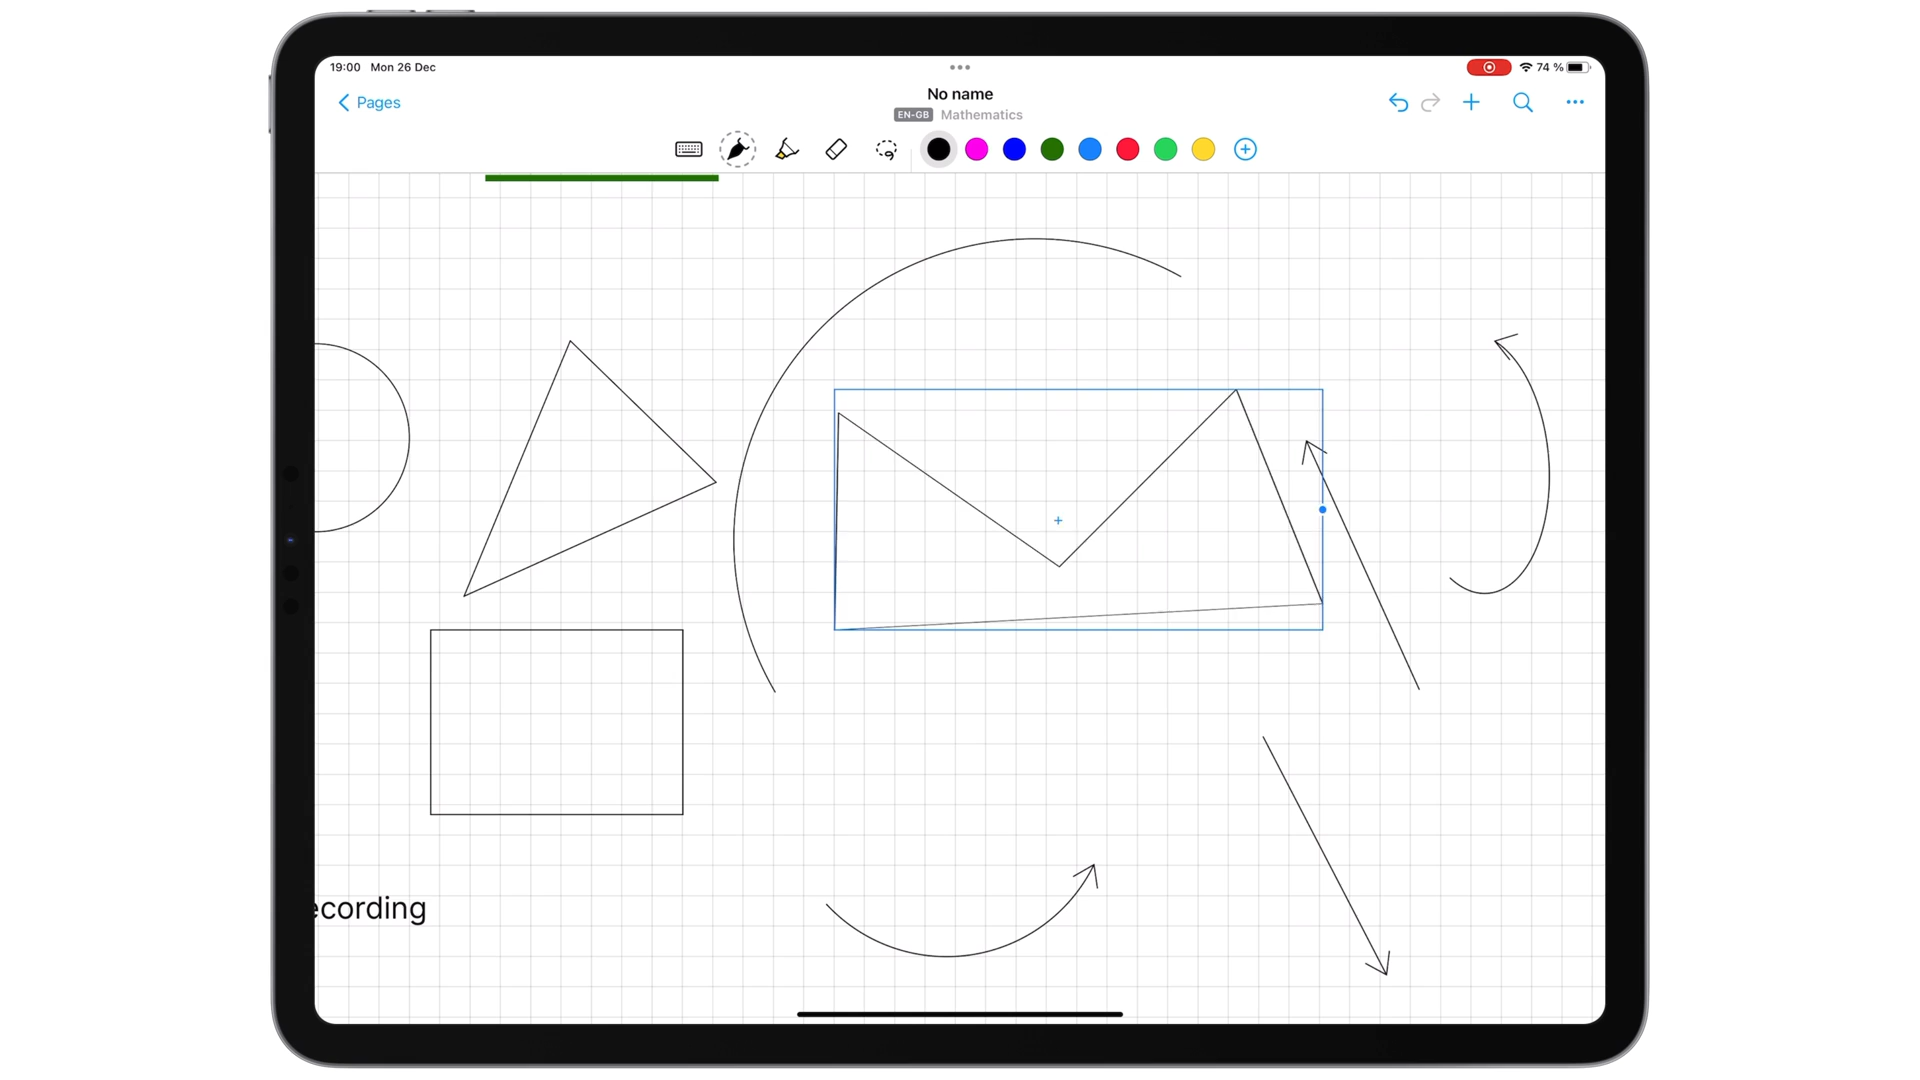 19:00 Mon 26 Dec
74 %
Pages
No name
EN-GB Mathematics
ecording